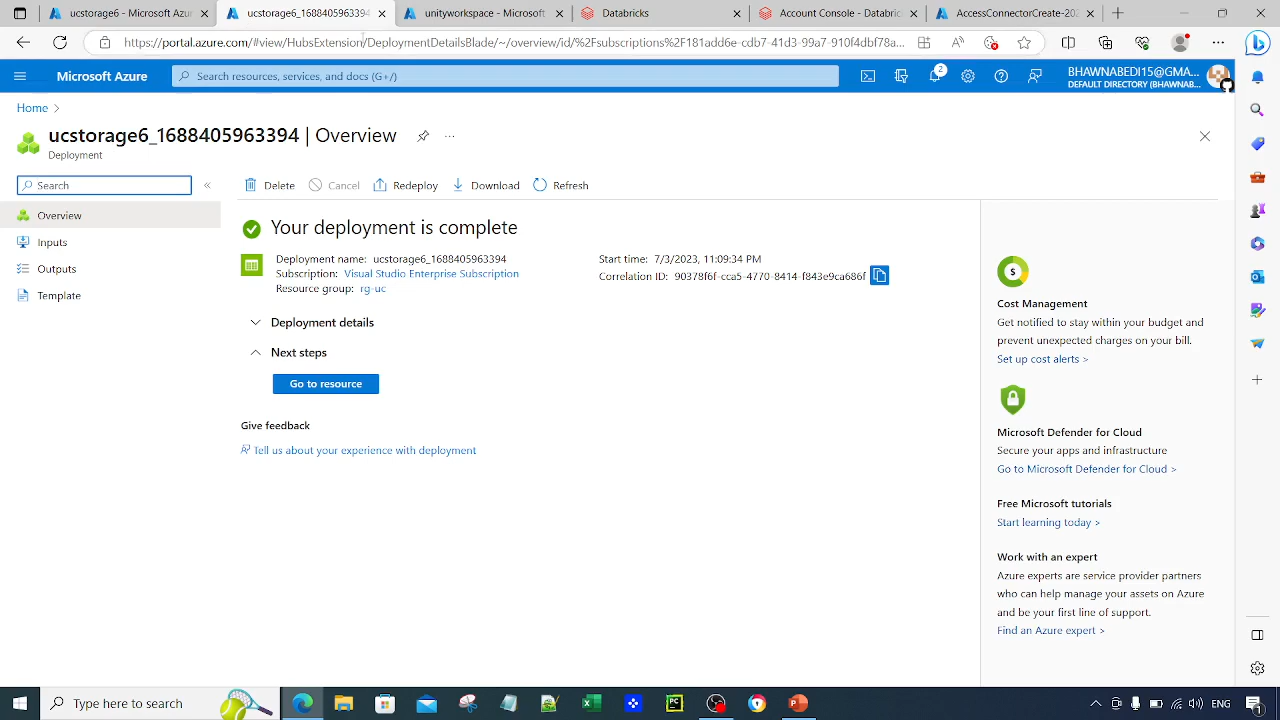 ucstorage6 - Microsoft Azure
ucstorage6_1688405963394
unityworkspace - Microsoft
Databricks
Account Console - Databric
AccessConnectorCreate-202
https://portal.azure.com/#view/HubsExtension/DeploymentDetailsBlade/~/overview/id/%2Fsubscriptions%2F181add6e-cdb7-41d3-99a7-910f4dbf78a...
Microsoft Azure
Search resources, services, and docs (G+/)
2
BHAWNABEDI15@GMA...
DEFAULT DIRECTORY (BHAWNAB...
Home
ucstorage6_1688405963394 | Overview
Deployment
Search
Delete
Cancel
Redeploy
Download
Refresh
Overview
Inputs
Outputs
Template
Your deployment is complete
Deployment name: ucstorage6_1688405963394
Subscription: Visual Studio Enterprise Subscription
Resource group: rg-uc
Start time: 7/3/2023, 11:09:34 PM
Correlation ID: 90378f6f-cca5-4770-8414-f843e9ca686f
Deployment details
Next steps
Go to resource
Give feedback
Tell us about your experience with deployment
Cost Management
Get notified to stay within your budget and
prevent unexpected charges on your bill.
Set up cost alerts >
Microsoft Defender for Cloud
Secure your apps and infrastructure
Go to Microsoft Defender for Cloud >
Free Microsoft tutorials
Start learning today >
Work with an expert
Azure experts are service provider partners
who can help manage your assets on Azure
and be your first line of support.
Find an Azure expert >
Type here to search
ENG